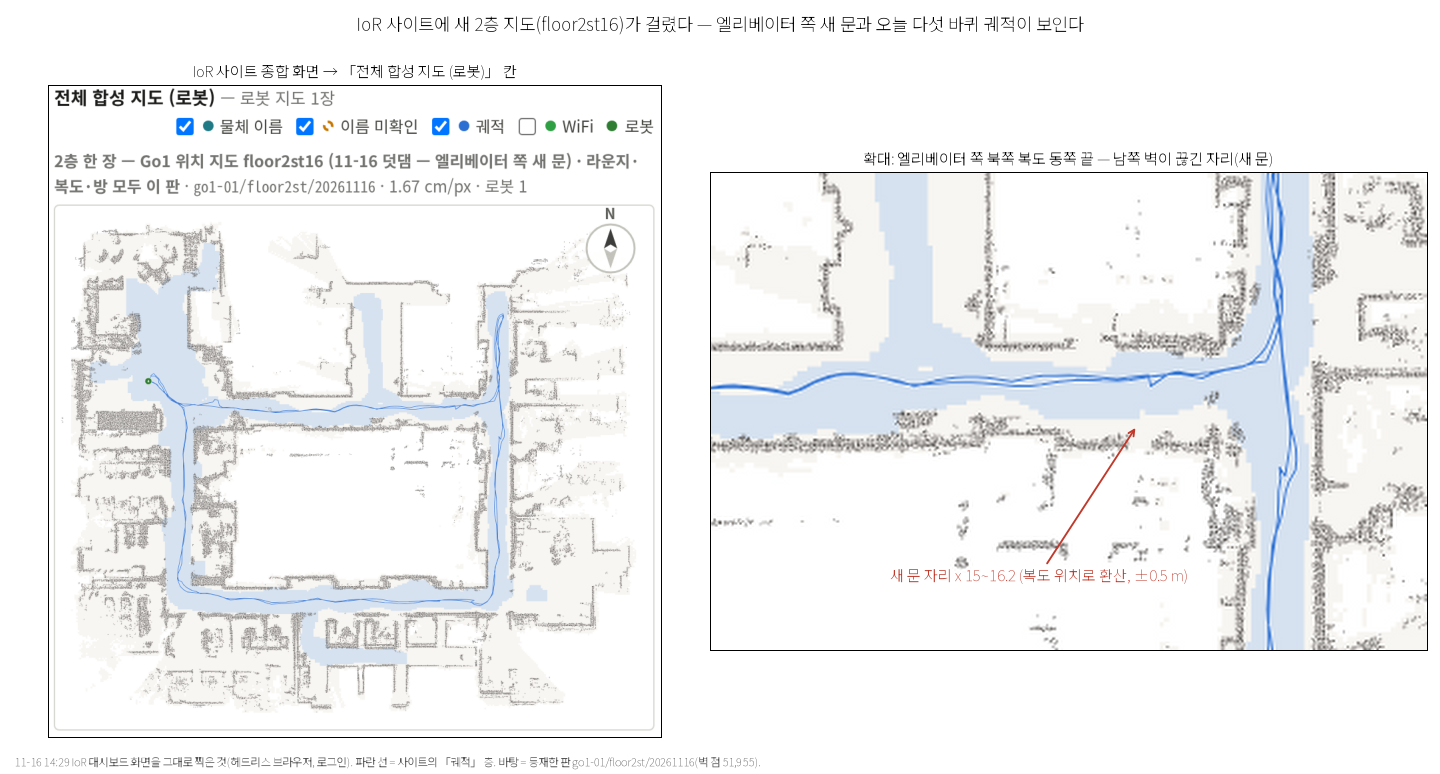 IoR 사이트에 새 2층 지도(floor2st16)가 걸렸다 — 엘리베이터 쪽 새 문과 오늘 다섯 바퀴 궤적이 보인다
IoR 사이트 종합 화면 → 「전체 합성 지도 (로봇)」 칸
전체 합성 지도 (로봇) — 로봇 지도 1장
물체 이름 이름 미확인 궤적 WiFi 로봇
2층 한 장 — Go1 위치 지도 floor2st16 (11-16 덧댐 — 엘리베이터 쪽 새 문) · 라운지·
복도·방 모두 이 판 · go1-01/floor2st/20261116 · 1.67 cm/px · 로봇 1
N
확대: 엘리베이터 쪽 북쪽 복도 동쪽 끝 — 남쪽 벽이 끊긴 자리(새 문)
새 문 자리 x 15~16.2 (복도 위치로 환산, ±0.5 m)
11-16 14:29 IoR 대시보드 화면을 그대로 찍은 것(헤드리스 브라우저, 로그인). 파란 선 = 사이트의 「궤적」 층. 바탕 = 등재한 판 go1-01/floor2st/20261116(벽 점 51,955).